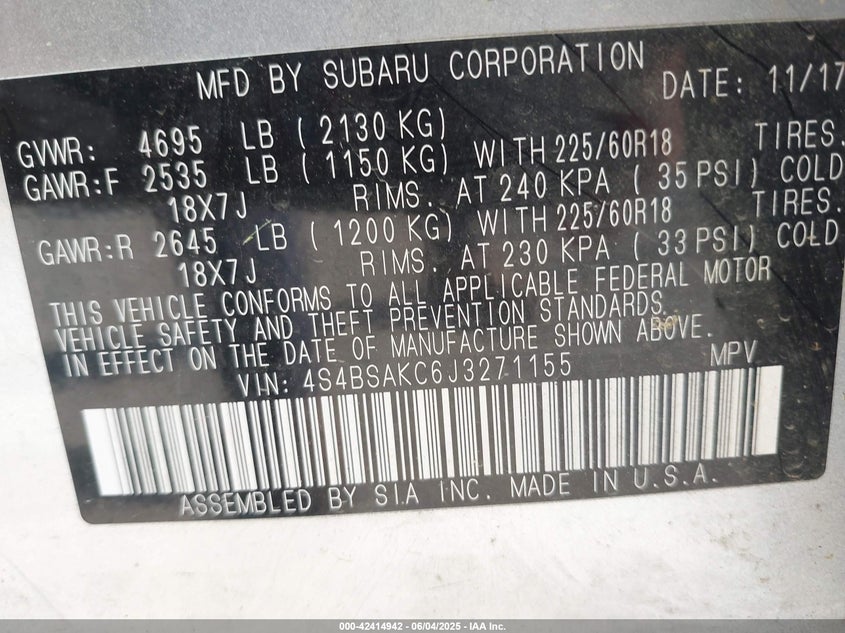 MFD BY SUBARU CORPORATION DATE: 11/17
GVWR: 4695 LB ( 2130 KG)
GAWR:F 2535 LB ( 1150 KG) WITH 225/60R18 TIRES.
18X7J RIMS. AT 240 KPA ( 35 PSI) COLD
GAWR:R 2645 LB ( 1200 KG) WITH 225/60R18 TIRES.
18X7J RIMS. AT 230 KPA ( 33 PSI) COLD
THIS VEHICLE CONFORMS TO ALL APPLICABLE FEDERAL MOTOR
VEHICLE SAFETY AND THEFT PREVENTION STANDARDS.
IN EFFECT ON THE DATE OF MANUFACTURE SHOWN ABOVE.
VIN: 4S4BSAKC6J3271155 MPV
ASSEMBLED BY SIA INC. MADE IN U.S.A.
000-42414942 - 06/04/2025 - IAA Inc.